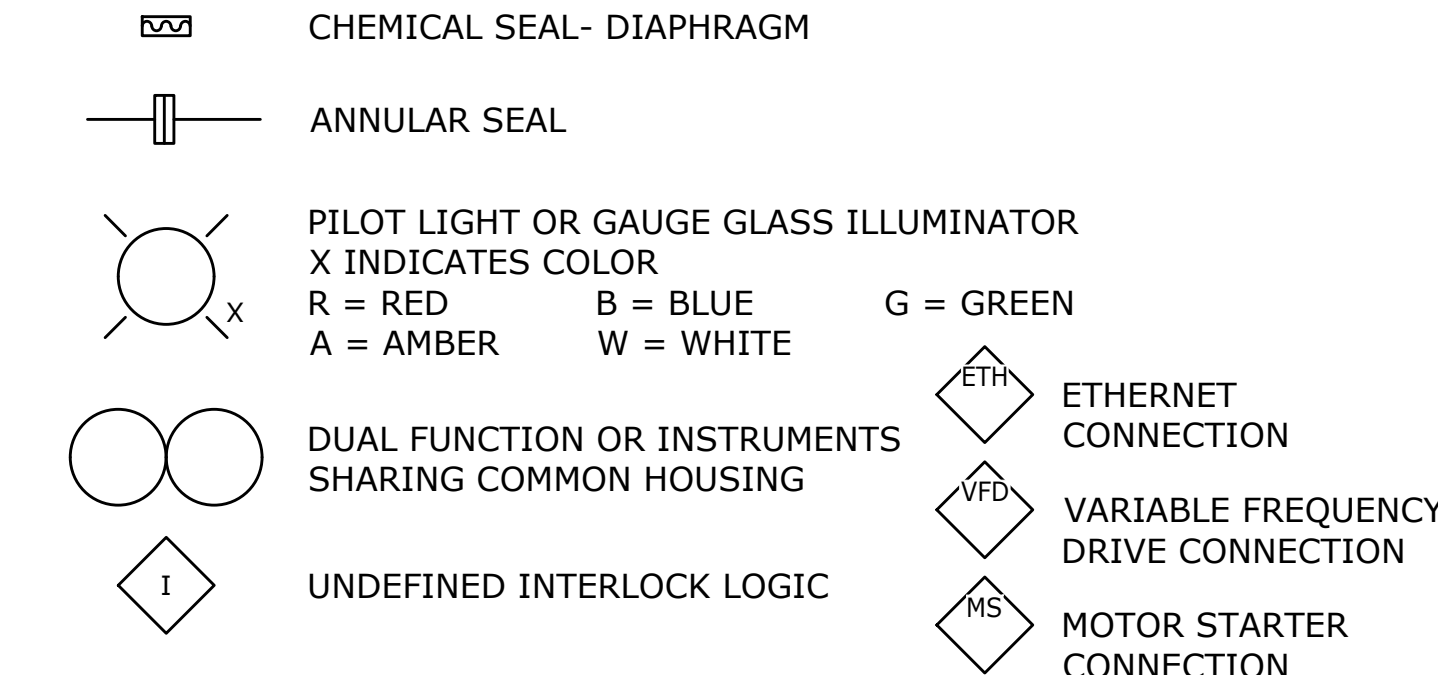 CHEMICAL SEAL- DIAPHRAGM
ANNULAR SEAL
PILOT LIGHT OR GAUGE GLASS ILLUMINATOR
X INDICATES COLOR
R = RED B = BLUE G = GREEN
A = AMBER W = WHITE
X
DUAL FUNCTION OR INSTRUMENTS
SHARING COMMON HOUSING
I
UNDEFINED INTERLOCK LOGIC
ETH
ETHERNET
CONNECTION
VFD
VARIABLE FREQUENCY
DRIVE CONNECTION
MS
MOTOR STARTER
CONNECTION